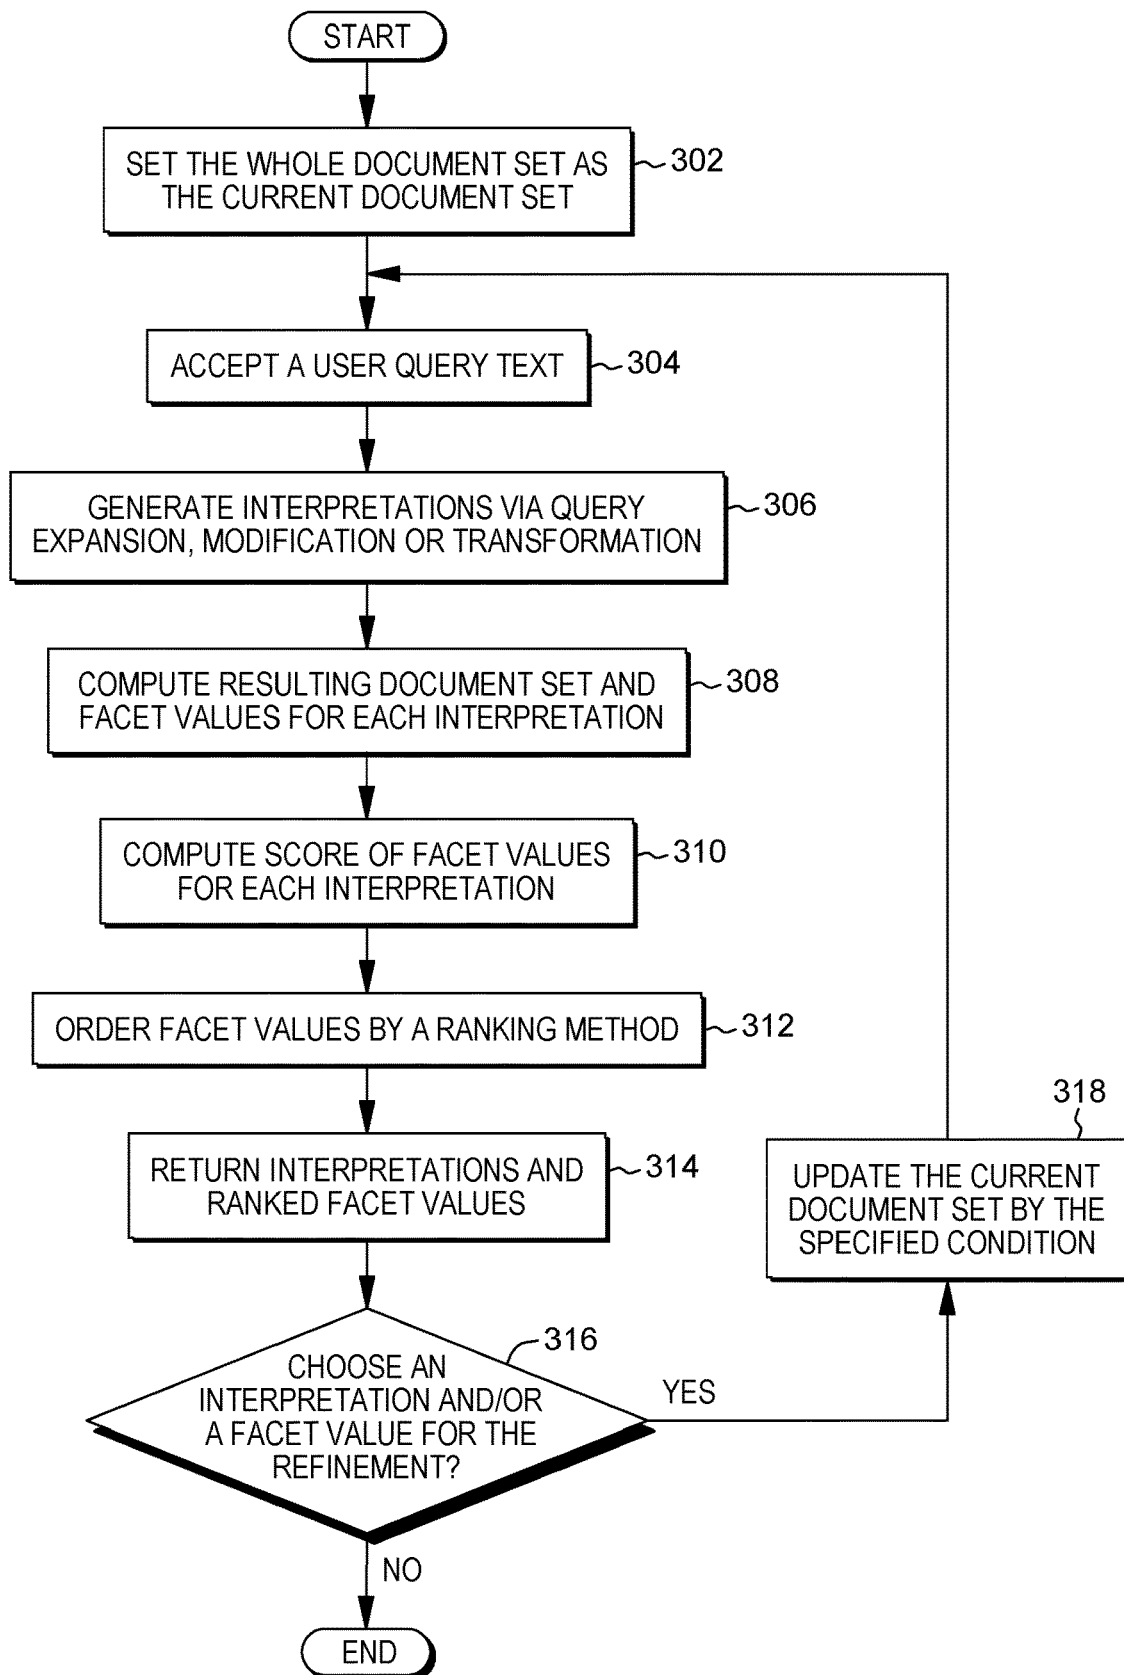 START
SET THE WHOLE DOCUMENT SET AS
THE CURRENT DOCUMENT SET
302
ACCEPT A USER QUERY TEXT
304
GENERATE INTERPRETATIONS VIA QUERY
EXPANSION, MODIFICATION OR TRANSFORMATION
306
COMPUTE RESULTING DOCUMENT SET AND
FACET VALUES FOR EACH INTERPRETATION
308
COMPUTE SCORE OF FACET VALUES
FOR EACH INTERPRETATION
310
ORDER FACET VALUES BY A RANKING METHOD
312
RETURN INTERPRETATIONS AND
RANKED FACET VALUES
314
CHOOSE AN
INTERPRETATION AND/OR
A FACET VALUE FOR THE
REFINEMENT?
316
YES
318
UPDATE THE CURRENT
DOCUMENT SET BY THE
SPECIFIED CONDITION
NO
END